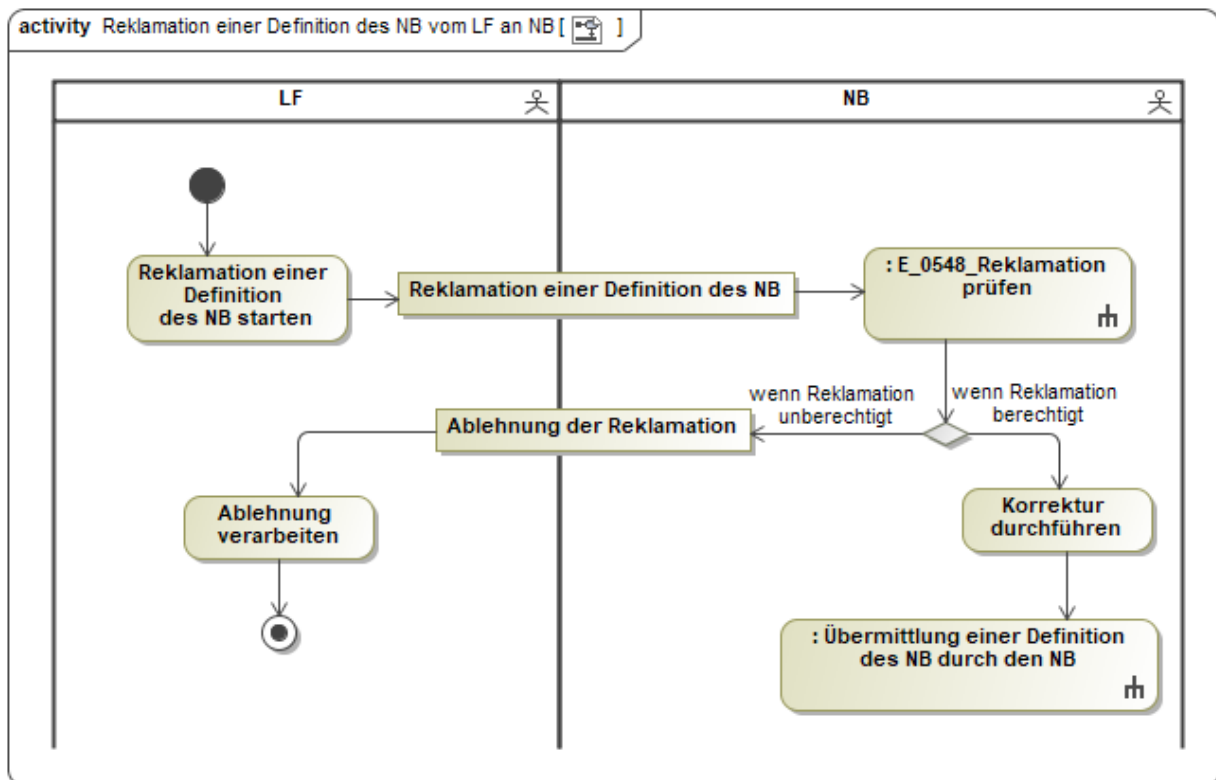 activity Reklamation einer Definition des NB vom LF an NB [ ]
LF
NB
Reklamation einer
Definition
des NB starten
Reklamation einer Definition des NB
: E_0548_Reklamation
prüfen
wenn Reklamation
unberechtigt
wenn Reklamation
berechtigt
Ablehnung der Reklamation
Ablehnung
verarbeiten
Korrektur
durchführen
: Übermittlung einer Definition
des NB durch den NB